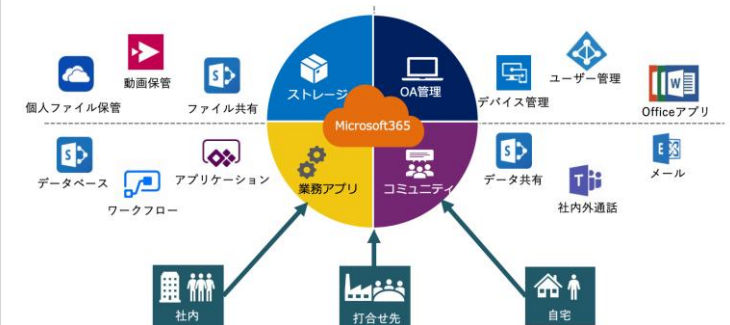 個人ファイル保管
動画保管
ファイル共有
ストレージ
OA管理
デバイス管理
ユーザー管理
Officeアプリ
Microsoft365
データベース
ワークフロー
アプリケーション
業務アプリ
コミュニティ
データ共有
社内外通話
メール
社内
打合せ先
自宅